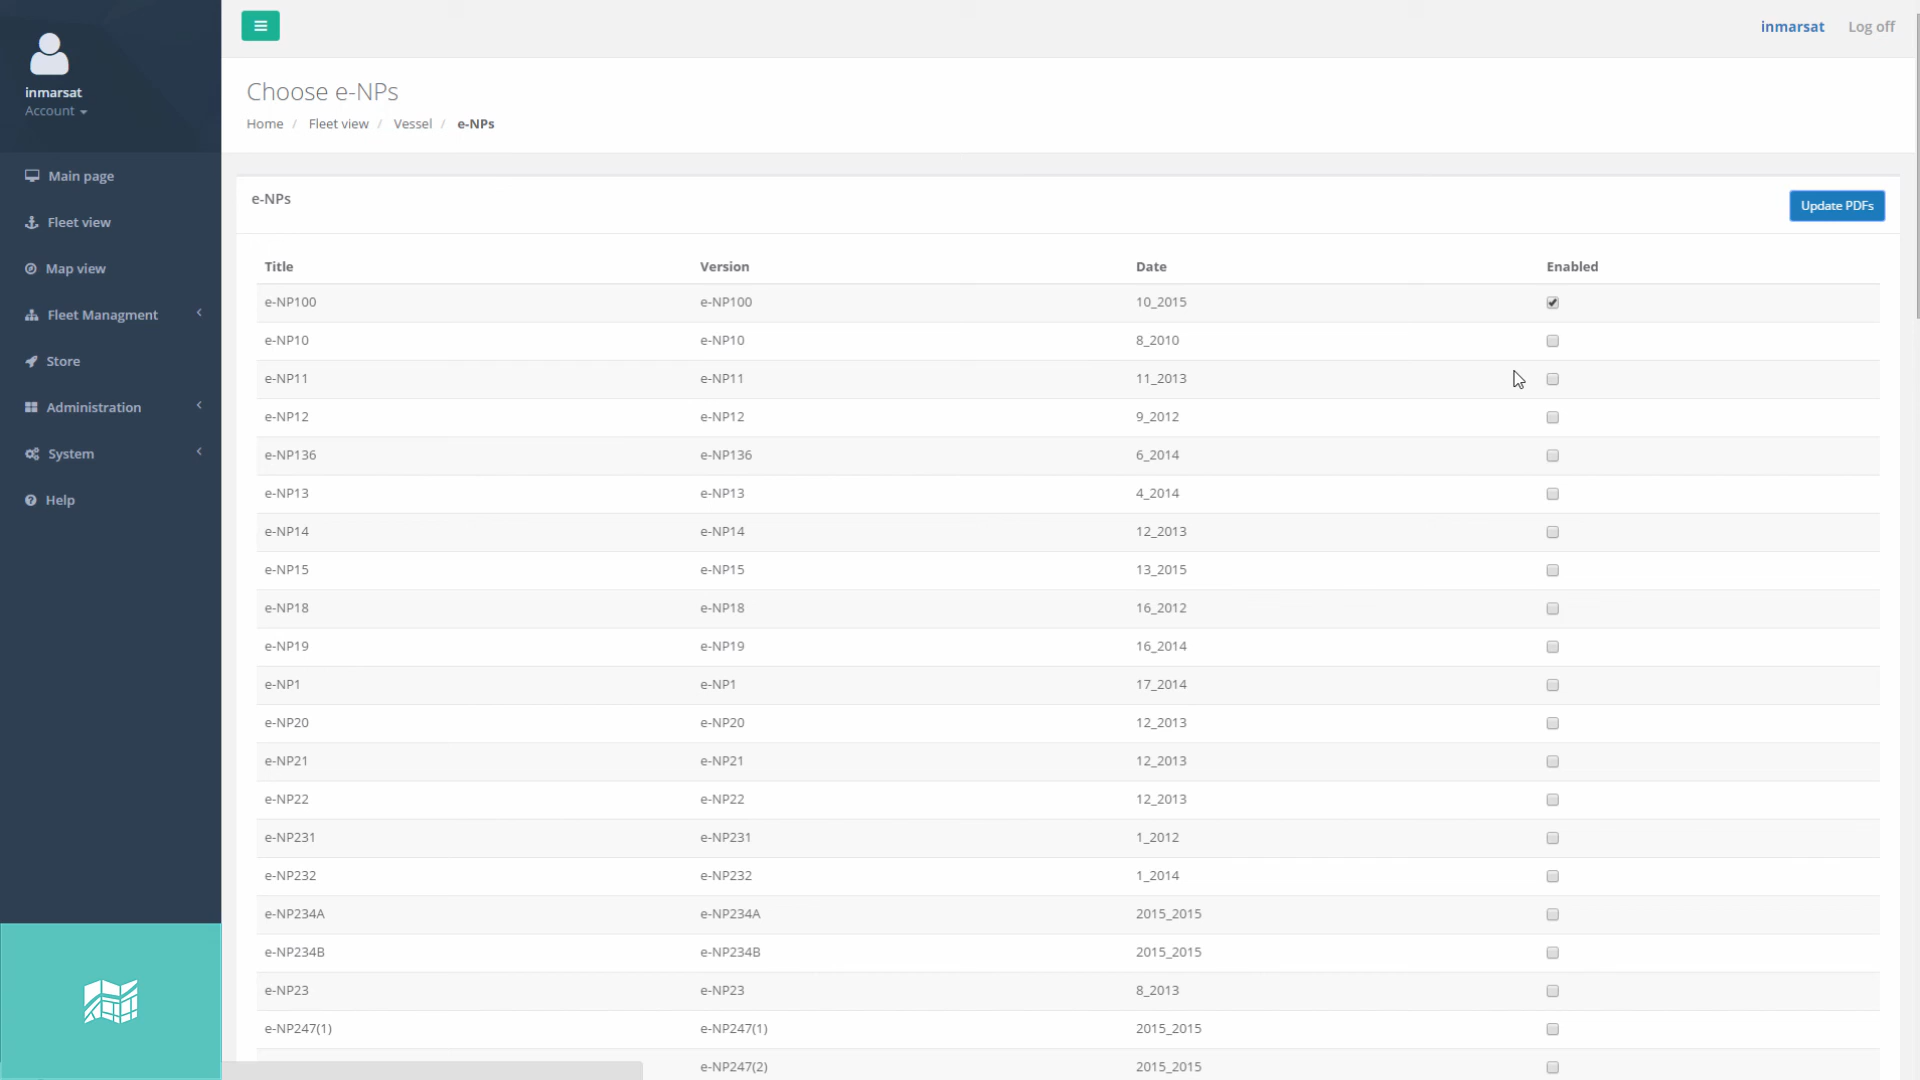 inmarsat
Log off
inmarsat
Account
Main page
Fleet view
Map view
Fleet Managment
Store
Administration
System
Help
Choose e-NPs
Home / Fleet view / Vessel / e-NPs
e-NPs
Update PDFs
Title Version Date Enabled
e-NP100 e-NP100 10_2015
e-NP10 e-NP10 8_2010
e-NP11 e-NP11 11_2013
e-NP12 e-NP12 9_2012
e-NP136 e-NP136 6_2014
e-NP13 e-NP13 4_2014
e-NP14 e-NP14 12_2013
e-NP15 e-NP15 13_2015
e-NP18 e-NP18 16_2012
e-NP19 e-NP19 16_2014
e-NP1 e-NP1 17_2014
e-NP20 e-NP20 12_2013
e-NP21 e-NP21 12_2013
e-NP22 e-NP22 12_2013
e-NP231 e-NP231 1_2012
e-NP232 e-NP232 1_2014
e-NP234A e-NP234A 2015_2015
e-NP234B e-NP234B 2015_2015
e-NP23 e-NP23 8_2013
e-NP247(1) e-NP247(1) 2015_2015
e-NP247(2) 2015_2015